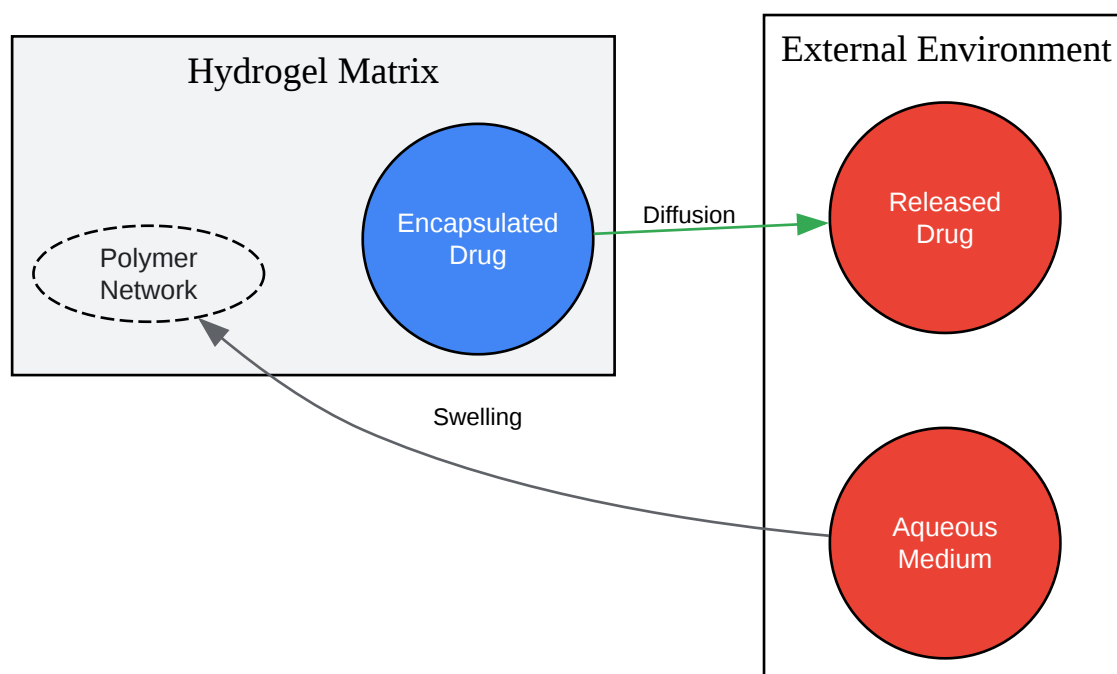 Hydrogel Matrix
Encapsulated
Drug
Polymer
Network
Diffusion
Swelling
External Environment
Released
Drug
Aqueous
Medium